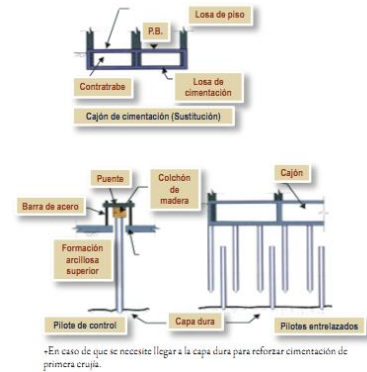 Losa de piso
P.B.
Contratrabe
Losa de
cimentación
Cajón de cimentación (Sustitución)
Puente
Colchón
de
madera
Cajón
Barra de acero
Formación
arcillosa
superior
Pilote de control
Capa dura
Pilotes entrelazados
+En caso de que se necesite llegar a la capa dura para reforzar cimentación de
primera crujía.